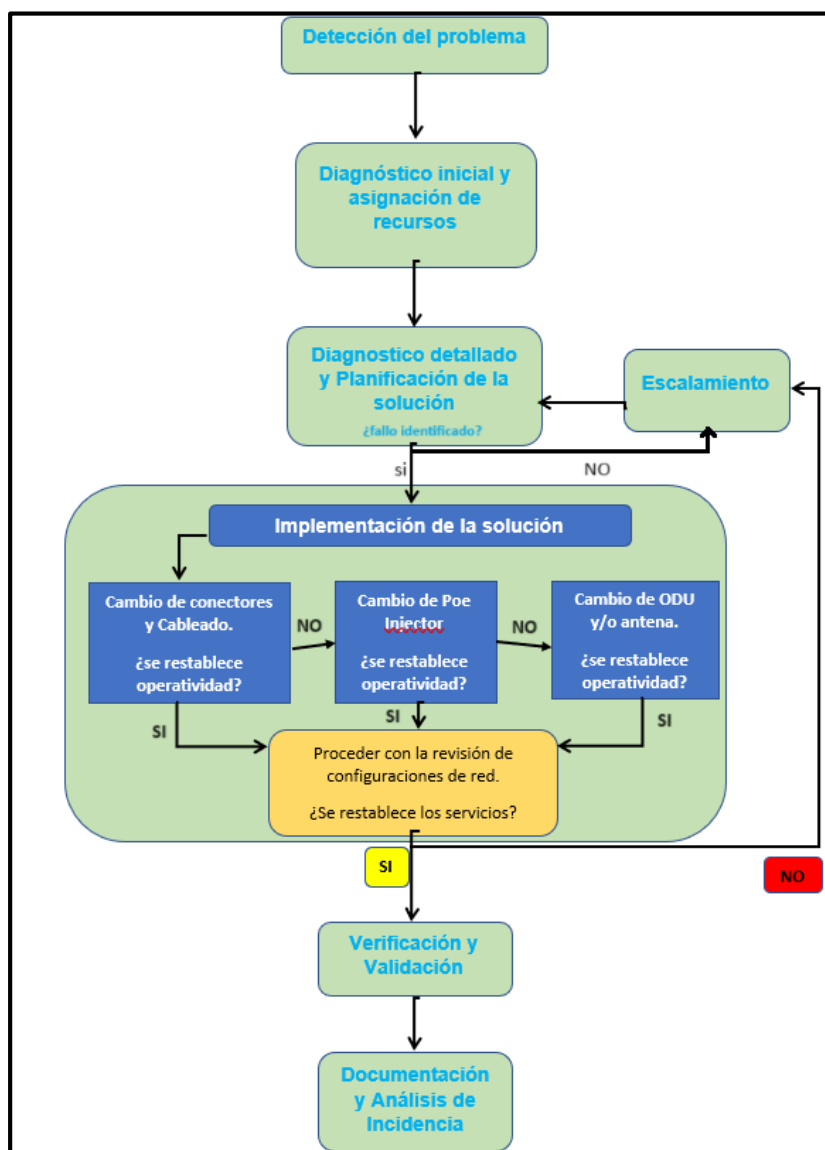 Detección del problema
Diagnóstico inicial y
asignación de
recursos
Diagnostico detallado
y Planificación de la
solución
¿fallo identificado?
Escalamiento
si
NO
Implementación de la solución
Cambio de conectores
y Cableado.
¿se restablece
operatividad?
NO
Cambio de Poe
Injector
¿se restablece
operatividad?
NO
Cambio de ODU
y/o antena.
¿se restablece
operatividad?
SI
SI
SI
Proceder con la revisión de
configuraciones de red.
¿Se restablece los servicios?
SI
NO
Verificación y
Validación
Documentación
y Análisis de
Incidencia